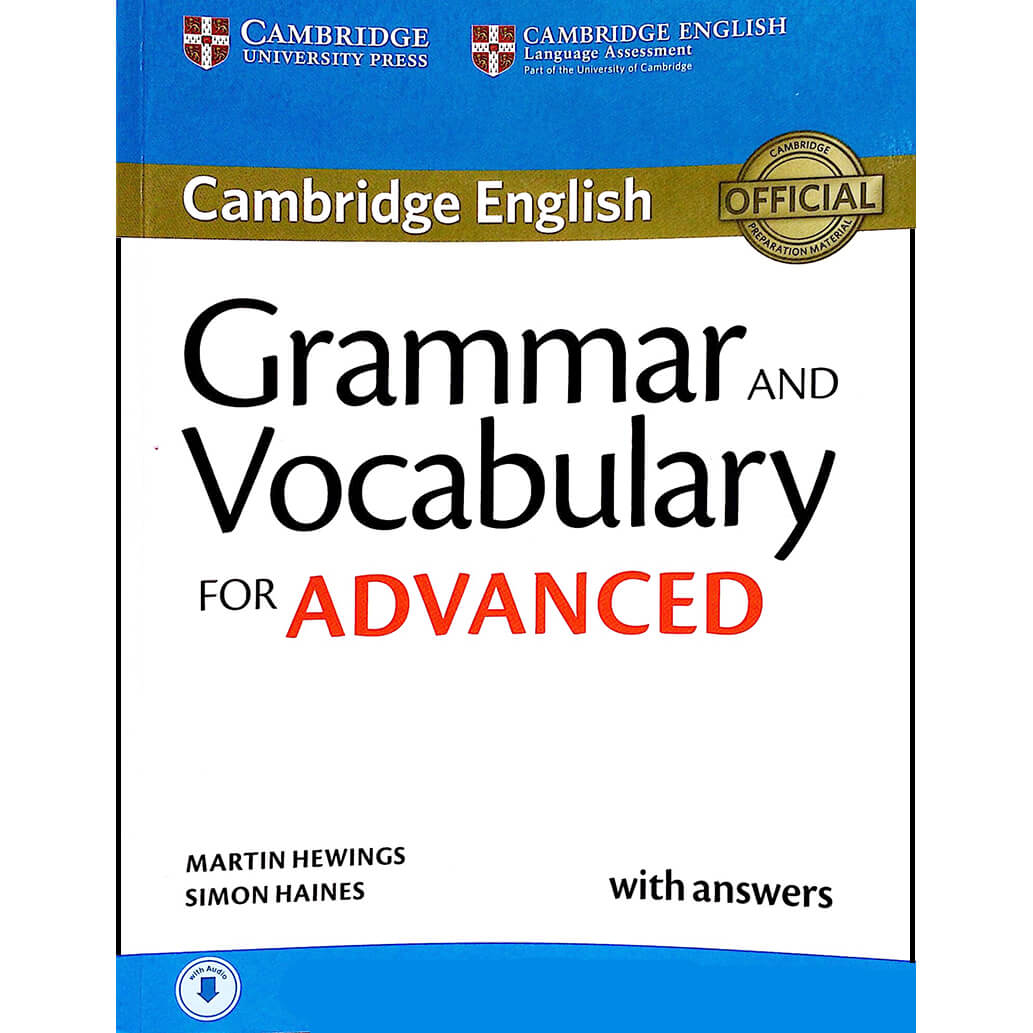 CAMBRIDGE
UNIVERSITY PRESS
CAMBRIDGE ENGLISH
Language Assessment
Part of the University of Cambridge
Cambridge English
CAMBRIDGE
OFFICIAL
PREPARATION MATERIAL
Grammar AND
Vocabulary
FOR ADVANCED
MARTIN HEWINGS
SIMON HAINES
with answers
with Audio